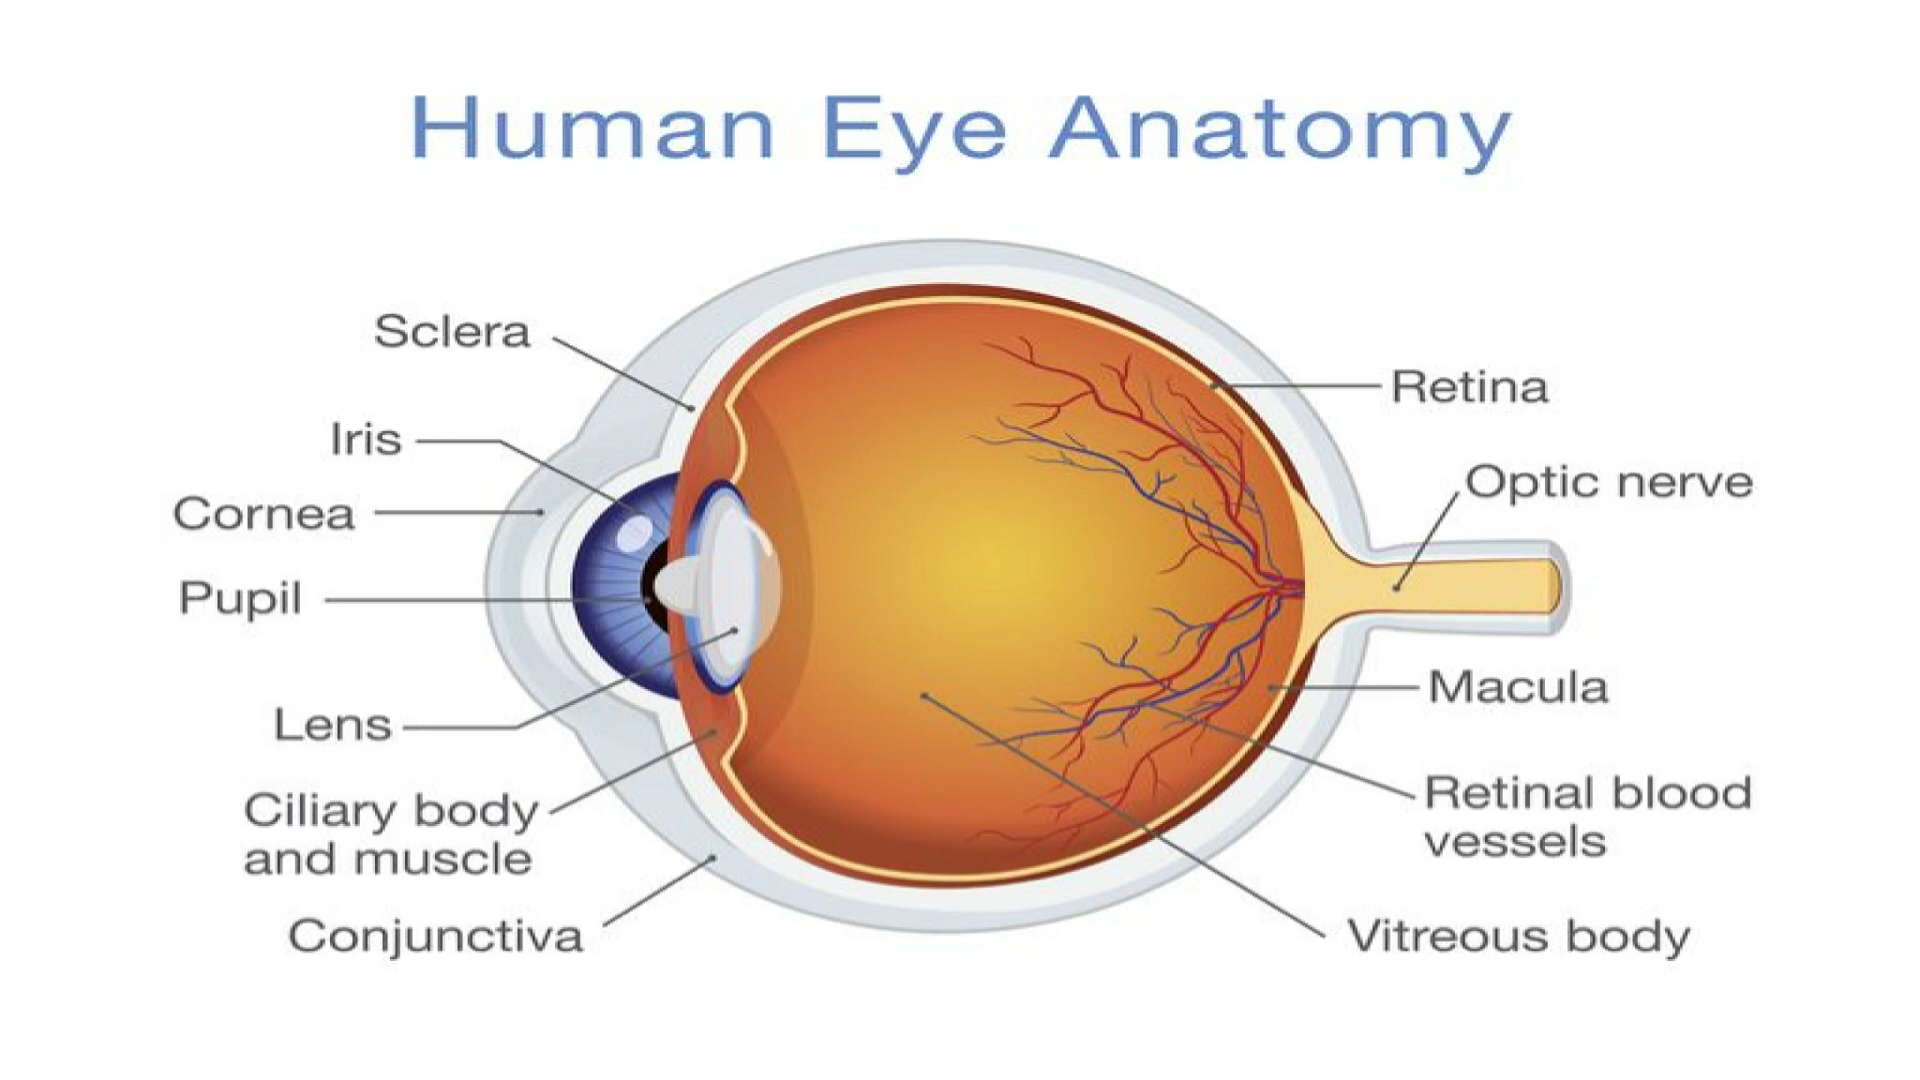 Human Eye Anatomy
Sclera
Iris
Cornea
Pupil
Lens
Ciliary body
and muscle
Conjunctiva
Retina
Optic nerve
Macula
Retinal blood
vessels
Vitreous body